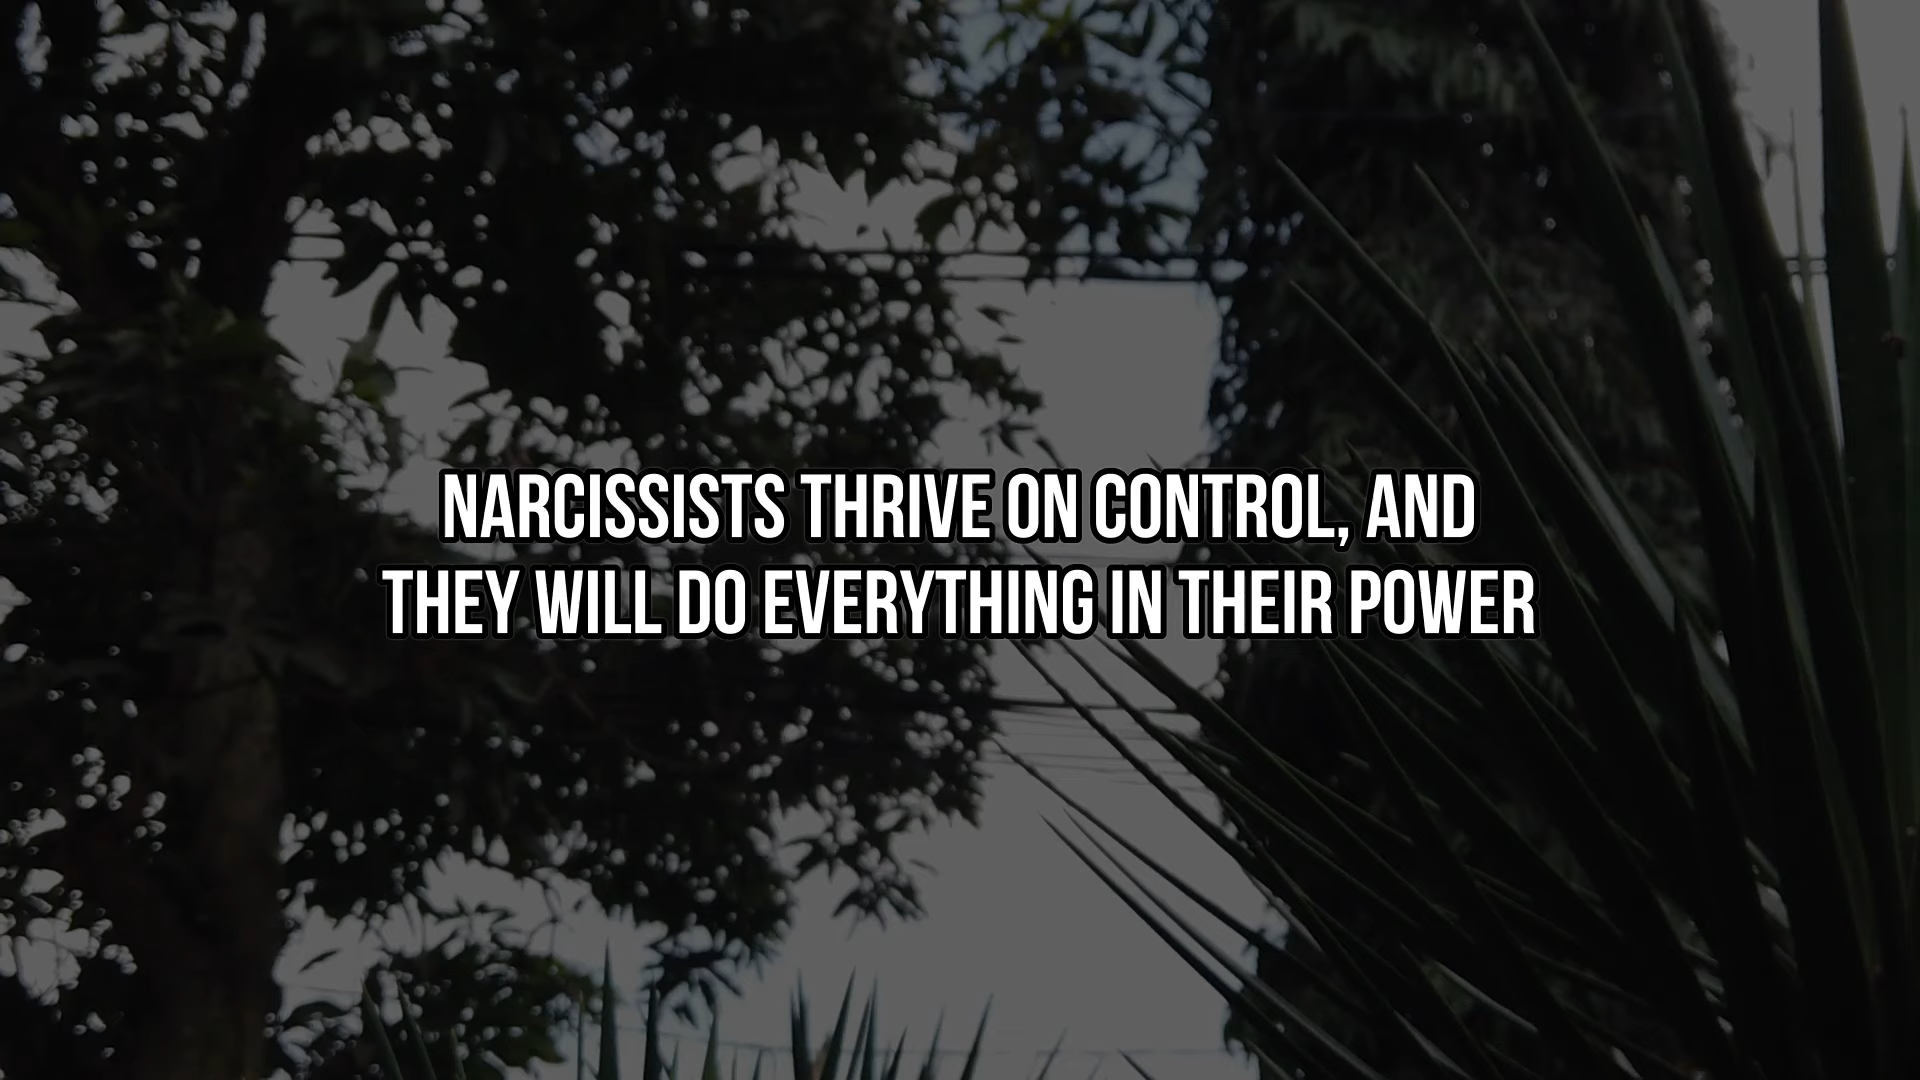 NARCISSISTS THRIVE ON CONTROL, AND
THEY WILL DO EVERYTHING IN THEIR POWER